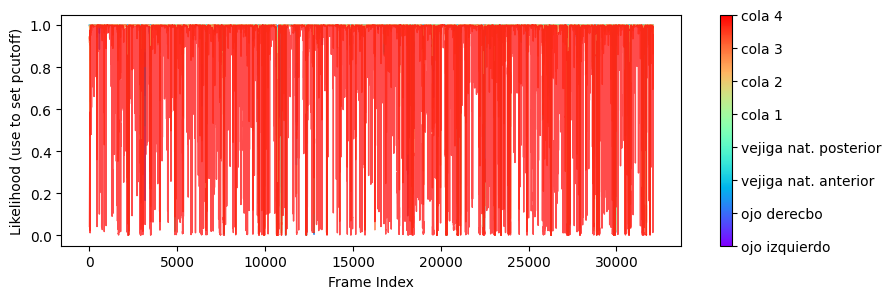 Likelihood (use to set pcutoff)
1.0
0.8
0.6
0.4
0.2
0.0
0
5000
10000
15000
20000
25000
30000
Frame Index
cola 4
cola 3
cola 2
cola 1
vejiga nat. posterior
vejiga nat. anterior
ojo derecbo
ojo izquierdo